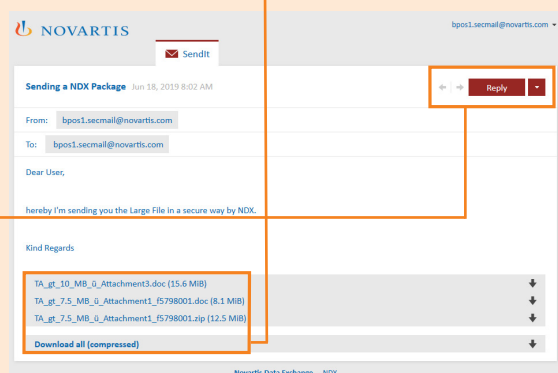 NOVARTIS
bpos1.secmail@novartis.com
SendIt
Sending a NDX Package Jun 18, 2019 8:02 AM
Reply
From: bpos1.secmail@novartis.com
To: bpos1.secmail@novartis.com
Dear User,
hereby I'm sending you the Large File in a secure way by NDX.
Kind Regards
TA_gt_10_MB_ü_Attachment3.doc (15.6 MiB)
TA_gt_7.5_MB_ü_Attachment1_f5798001.doc (8.1 MiB)
TA_gt_7.5_MB_ü_Attachment1_f5798001.zip (12.5 MiB)
Download all (compressed)
Novartis Data Exchange NDX